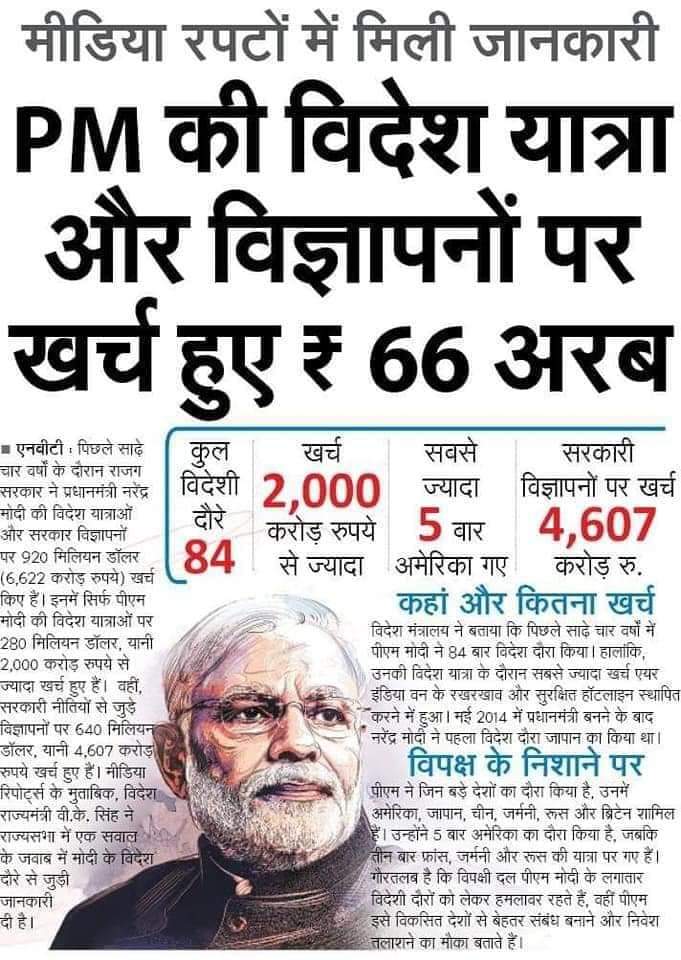 मीडिया रपटों में मिली जानकारी
PM की विदेश यात्रा
और विज्ञापनों पर
खर्च हुए ₹ 66 अरब
■ एनबीटी : पिछले साढ़े
चार वर्षों के दौरान राजग
सरकार ने प्रधानमंत्री नरेंद्र
मोदी की विदेश यात्राओं
और सरकार विज्ञापनों
पर 920 मिलियन डॉलर
(6,622 करोड़ रुपये) खर्च
किए हैं। इनमें सिर्फ पीएम
मोदी की विदेश यात्राओं पर
280 मिलियन डॉलर, यानी
2,000 करोड़ रुपये से
ज्यादा खर्च हुए हैं। वहीं,
सरकारी नीतियों से जुड़े
विज्ञापनों पर 640 मिलियन
डॉलर, यानी 4,607 करोड़
रुपये खर्च हुए हैं। मीडिया
रिपोर्ट्स के मुताबिक, विदेश
राज्यमंत्री वी.के. सिंह ने
राज्यसभा में एक सवाल
के जवाब में मोदी के विदेश
दौरे से जुड़ी
जानकारी
दी है।
कुल
विदेशी
दौरे
84
खर्च
2,000
करोड़ रुपये
से ज्यादा
सबसे
ज्यादा
5 वार
अमेरिका गए
सरकारी
विज्ञापनों पर खर्च
4,607
करोड़ रु.
कहां और कितना खर्च
विदेश मंत्रालय ने बताया कि पिछले साढ़े चार वर्षों में
पीएम मोदी ने 84 बार विदेश दौरा किया। हालांकि,
उनकी विदेश यात्रा के दौरान सबसे ज्यादा खर्च एयर
इंडिया वन के रखरखाव और सुरक्षित हॉटलाइन स्थापित
करने में हुआ। मई 2014 में प्रधानमंत्री बनने के बाद
नरेंद्र मोदी ने पहला विदेश दौरा जापान का किया था।
विपक्ष के निशाने पर
पीएम ने जिन बड़े देशों का दौरा किया है, उनमें
अमेरिका, जापान, चीन, जर्मनी, रूस और ब्रिटेन शामिल
हैं। उन्होंने 5 बार अमेरिका का दौरा किया है, जबकि
तीन बार फ्रांस, जर्मनी और रूस की यात्रा पर गए हैं।
गौरतलब है कि विपक्षी दल पीएम मोदी के लगातार
विदेशी दौरों को लेकर हमलावर रहते हैं, वहीं पीएम
इसे विकसित देशों से बेहतर संबंध बनाने और निवेश
तलाशने का मौका बताते हैं।